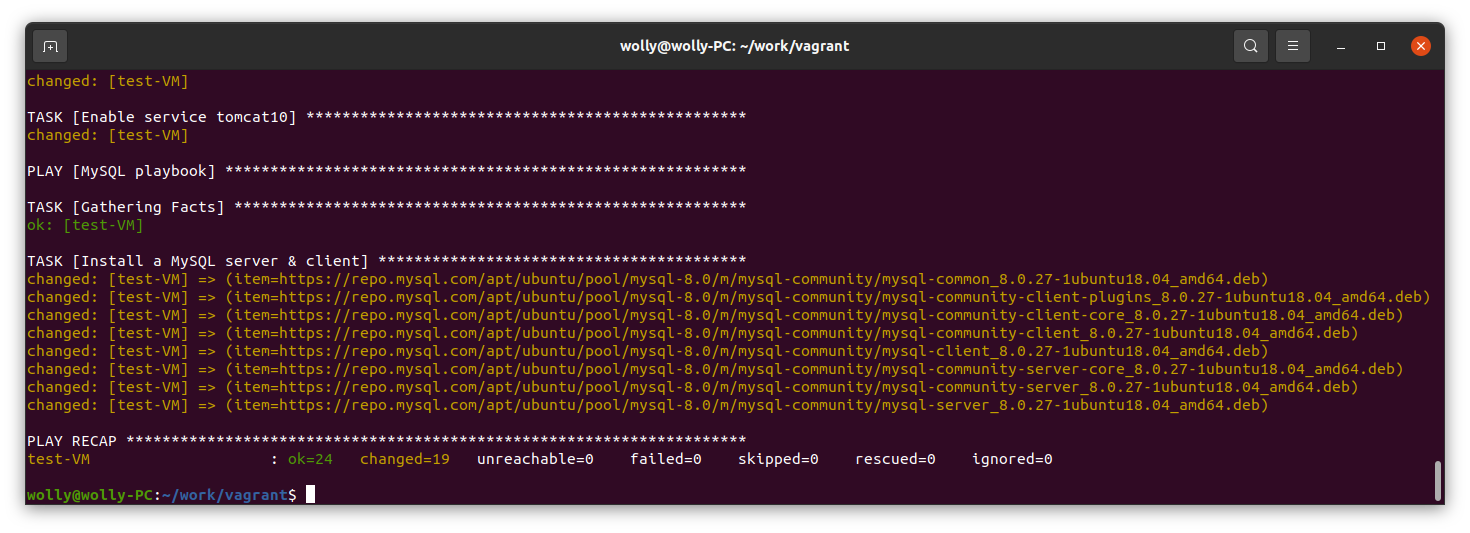 wolly@wolly-PC: ~/work/vagrant
changed: [test-VM]
TASK [Enable service tomcat10] *************************************************
changed: [test-VM]
PLAY [MySQL playbook] **********************************************************
TASK [Gathering Facts] *********************************************************
ok: [test-VM]
TASK [Install a MySQL server & client] *****************************************
changed: [test-VM] => (item=https://repo.mysql.com/apt/ubuntu/pool/mysql-8.0/m/mysql-community/mysql-common_8.0.27-1ubuntu18.04_amd64.deb)
changed: [test-VM] => (item=https://repo.mysql.com/apt/ubuntu/pool/mysql-8.0/m/mysql-community/mysql-community-client-plugins_8.0.27-1ubuntu18.04_amd64.deb)
changed: [test-VM] => (item=https://repo.mysql.com/apt/ubuntu/pool/mysql-8.0/m/mysql-community/mysql-community-client-core_8.0.27-1ubuntu18.04_amd64.deb)
changed: [test-VM] => (item=https://repo.mysql.com/apt/ubuntu/pool/mysql-8.0/m/mysql-community/mysql-community-client_8.0.27-1ubuntu18.04_amd64.deb)
changed: [test-VM] => (item=https://repo.mysql.com/apt/ubuntu/pool/mysql-8.0/m/mysql-community/mysql-client_8.0.27-1ubuntu18.04_amd64.deb)
changed: [test-VM] => (item=https://repo.mysql.com/apt/ubuntu/pool/mysql-8.0/m/mysql-community/mysql-community-server-core_8.0.27-1ubuntu18.04_amd64.deb)
changed: [test-VM] => (item=https://repo.mysql.com/apt/ubuntu/pool/mysql-8.0/m/mysql-community/mysql-community-server_8.0.27-1ubuntu18.04_amd64.deb)
changed: [test-VM] => (item=https://repo.mysql.com/apt/ubuntu/pool/mysql-8.0/m/mysql-community/mysql-server_8.0.27-1ubuntu18.04_amd64.deb)
PLAY RECAP *********************************************************************
test-VM                    : ok=24   changed=19   unreachable=0    failed=0    skipped=0    rescued=0    ignored=0
wolly@wolly-PC:~/work/vagrant$